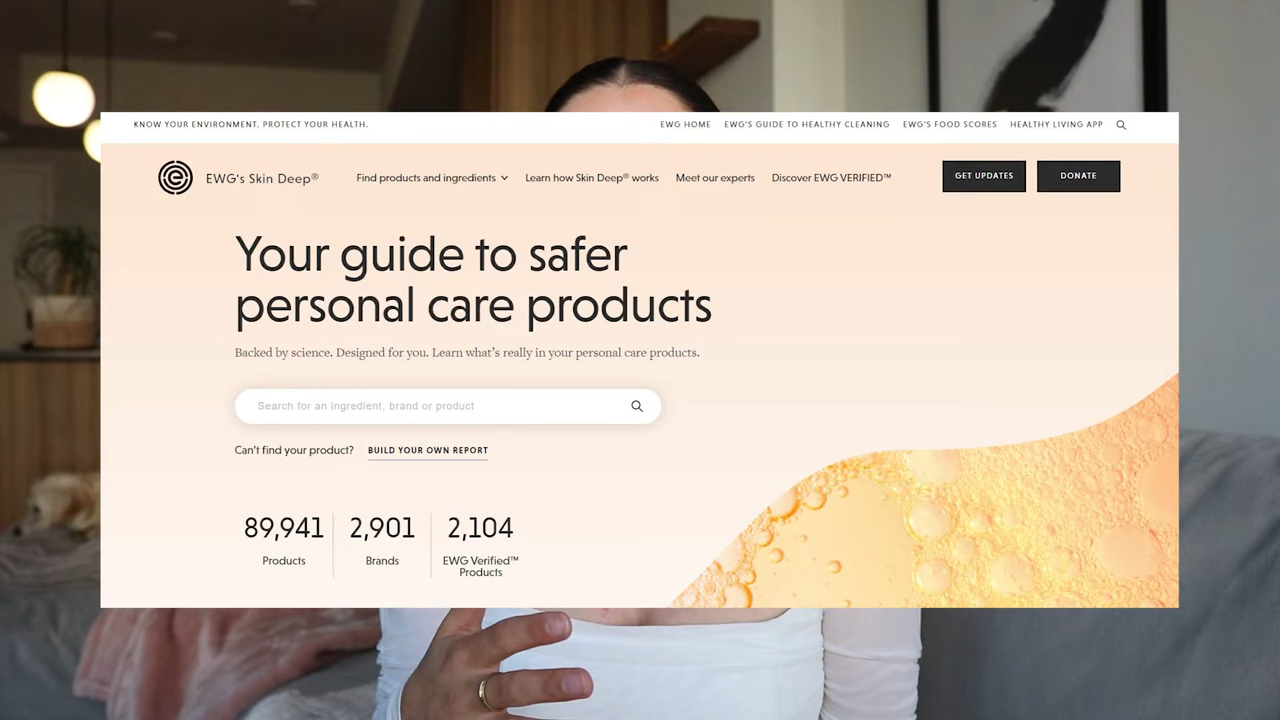 KNOW YOUR ENVIRONMENT. PROTECT YOUR HEALTH.
EWG HOME EWG'S GUIDE TO HEALTHY CLEANING EWG'S FOOD SCORES HEALTHY LIVING APP
EWG's Skin Deep®
Find products and ingredients Learn how Skin Deep® works Meet our experts Discover EWG VERIFIED™
GET UPDATES DONATE
Your guide to safer
personal care products
Backed by science. Designed for you. Learn what's really in your personal care products.
Search for an ingredient, brand or product
Can't find your product? BUILD YOUR OWN REPORT
89,941 2,901 2,104
Products Brands EWG Verified™
Products